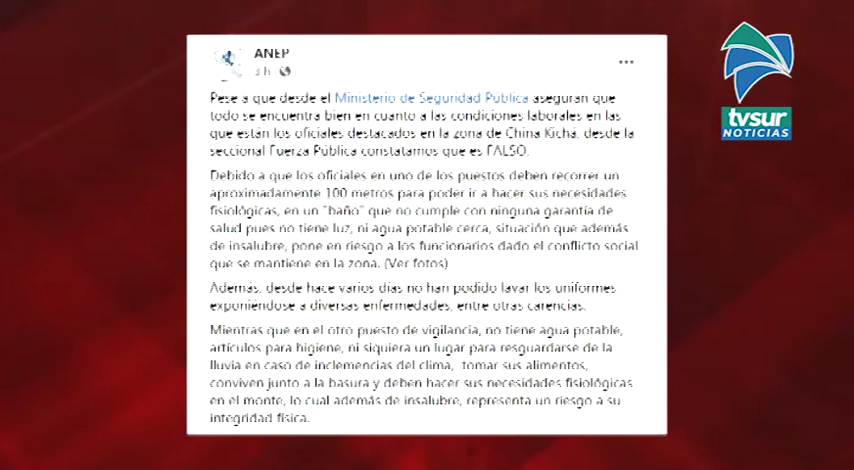 ANEP
3 h
Pese a que desde el Ministerio de Seguridad Pública aseguran que
todo se encuentra bien en cuanto a las condiciones laborales en las
que están los oficiales destacados en la zona de China Kichá, desde la
seccional Fuerza Pública constatamos que es FALSO.
Debido a que los oficiales en uno de los puestos deben recorrer un
aproximadamente 100 metros para poder ir a hacer sus necesidades
fisiológicas, en un "baño" que no cumple con ninguna garantía de
salud pues no tiene luz, ni agua potable cerca, situación que además
de insalubre, pone en riesgo a los funcionarios dado el conflicto social
que se mantiene en la zona. (Ver fotos)
Además, desde hace varios días no han podido lavar los uniformes
exponiéndose a diversas enfermedades, entre otras carencias.
Mientras que en el otro puesto de vigilancia, no tiene agua potable,
artículos para higiene, ni siquiera un lugar para resguardarse de la
lluvia en caso de inclemencias del clima, tomar sus alimentos,
conviven junto a la basura y deben hacer sus necesidades fisiológicas
en el monte, lo cual además de insalubre, representa un riesgo a su
integridad física.
tvsur
NOTICIAS